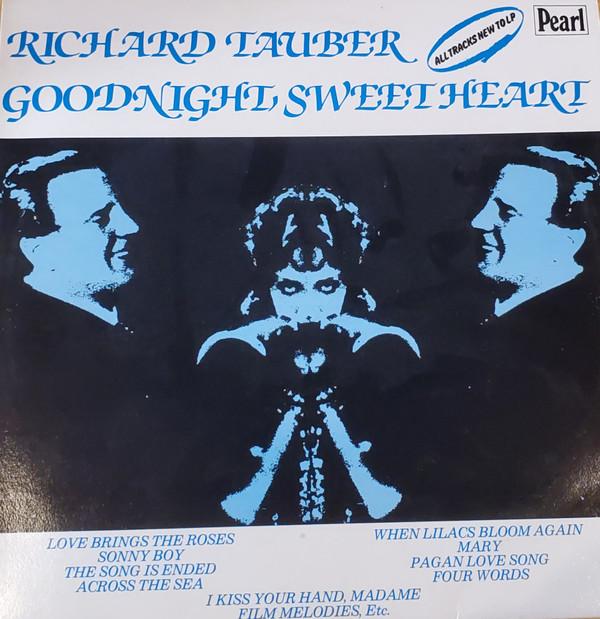 RICHARD TAUBER
ALL TRACKS NEW TO LP
Pearl
GOODNIGHT, SWEETHEART
LOVE BRINGS THE ROSES
SONNY BOY
THE SONG IS ENDED
ACROSS THE SEA
WHEN LILACS BLOOM AGAIN
MARY
PAGAN LOVE SONG
FOUR WORDS
I KISS YOUR HAND, MADAME
FILM MELODIES, Etc.